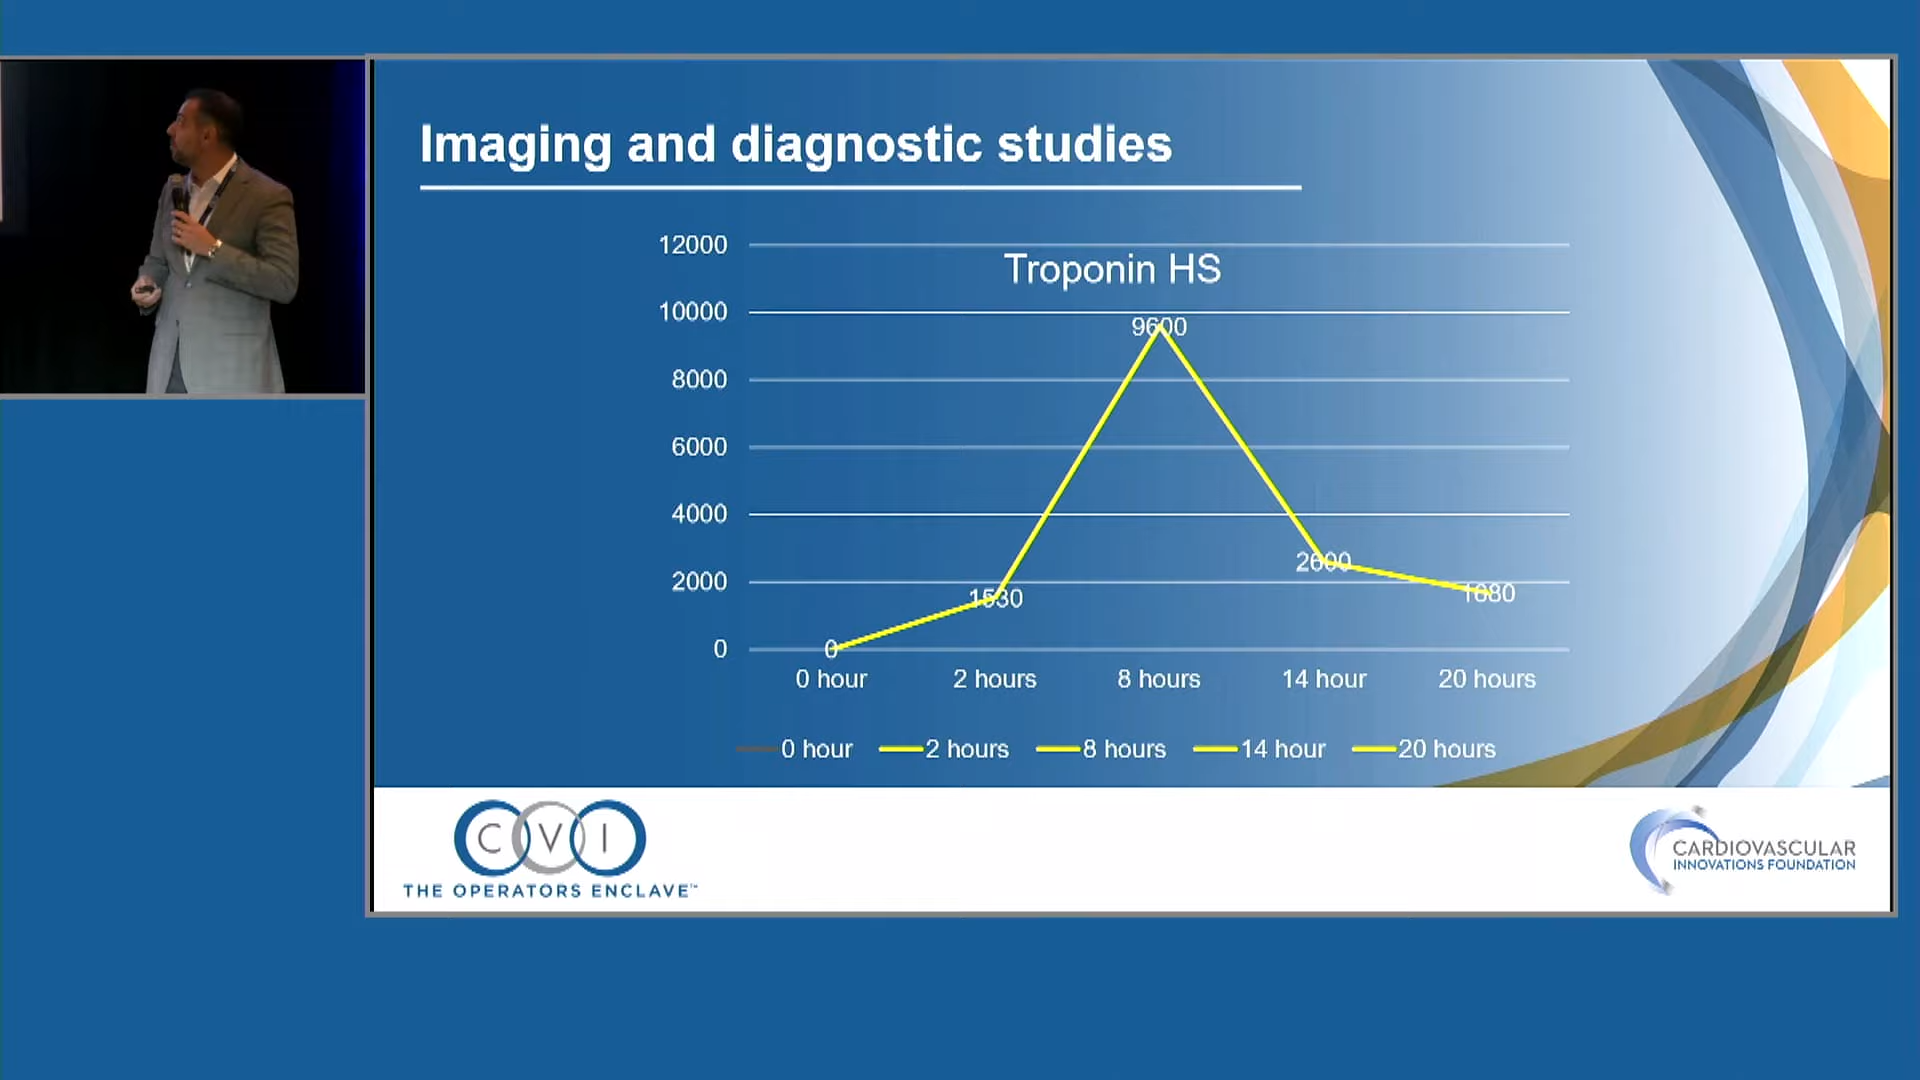 Imaging and diagnostic studies
Troponin HS
12000
10000
8000
6000
4000
2000
0
0
1530
9600
2600
1680
0 hour
2 hours
8 hours
14 hour
20 hours
0 hour 2 hours 8 hours 14 hour 20 hours
CVI
THE OPERATORS ENCLAVE™
CARDIOVASCULAR
INNOVATIONS FOUNDATION